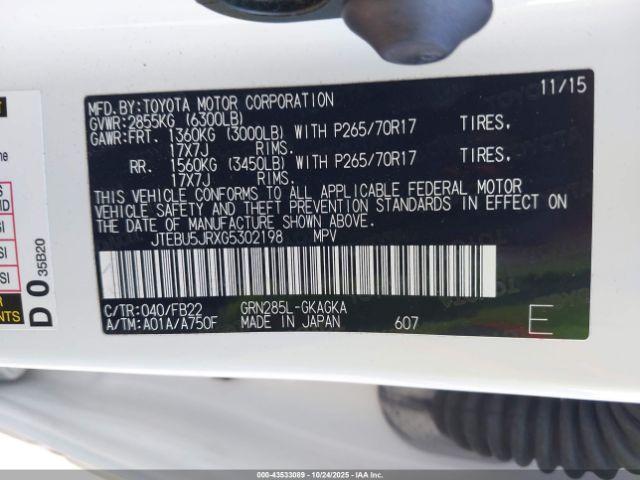 11/15
MFD.BY:TOYOTA MOTOR CORPORATION
GVWR:2855KG (6300LB)
GAWR:FRT. 1360KG (3000LB) WITH P265/70R17 TIRES.
17X7J RIMS.
RR. 1560KG (3450LB) WITH P265/70R17 TIRES.
17X7J RIMS.
THIS VEHICLE CONFORMS TO ALL APPLICABLE FEDERAL MOTOR
VEHICLE SAFETY AND THEFT PREVENTION STANDARDS IN EFFECT ON
THE DATE OF MANUFACTURE SHOWN ABOVE.
JTEBU5JRXG5302198 MPV
C/TR:040/FB22 GRN285L-GKAGKA
A/TM:A01A/A750F MADE IN JAPAN 607
E
D 0 35B20
000-43533089 • 10/24/2025 • IAAI.COM